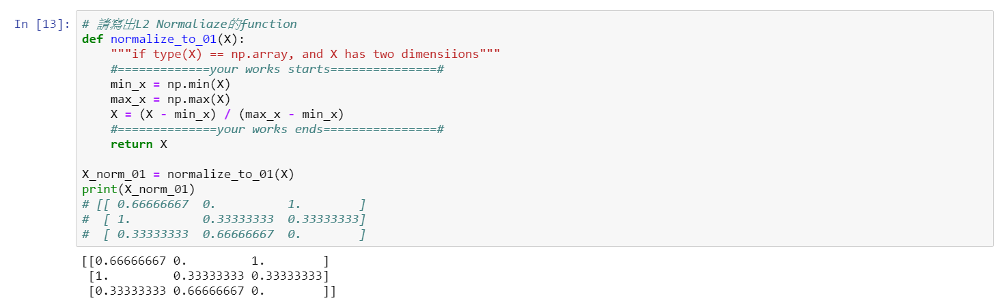 In [13]: # 請寫出L2 Normaliaze的function
def normalize_to_01(X):
    """if type(X) == np.array, and X has two dimensiions"""
    #=============your works starts===============#
    min_x = np.min(X)
    max_x = np.max(X)
    X = (X - min_x) / (max_x - min_x)
    #==============your works ends================#
    return X

X_norm_01 = normalize_to_01(X)
print(X_norm_01)
# [[ 0.66666667  0.          1.        ]
#  [ 1.          0.33333333  0.33333333]
#  [ 0.33333333  0.66666667  0.        ]
[[0.66666667 0.         1.        ]
 [1.         0.33333333 0.33333333]
 [0.33333333 0.66666667 0.        ]]